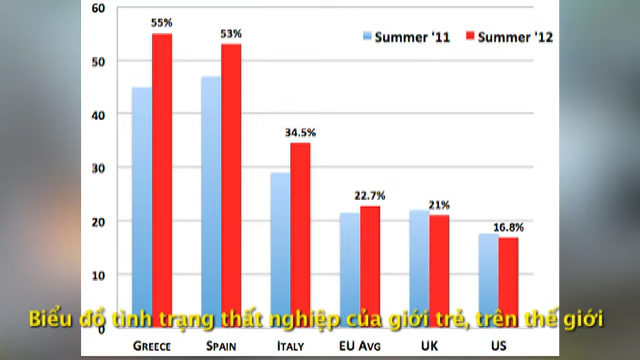 60
55%
53%
Summer '11
Summer '12
50
40
34.5%
30
22.7%
21%
20
16.8%
10
0
Biểu đồ tình trạng thất nghiệp của giới trẻ, trên thế giới
GREECE
SPAIN
ITALY
EU AVG
UK
US